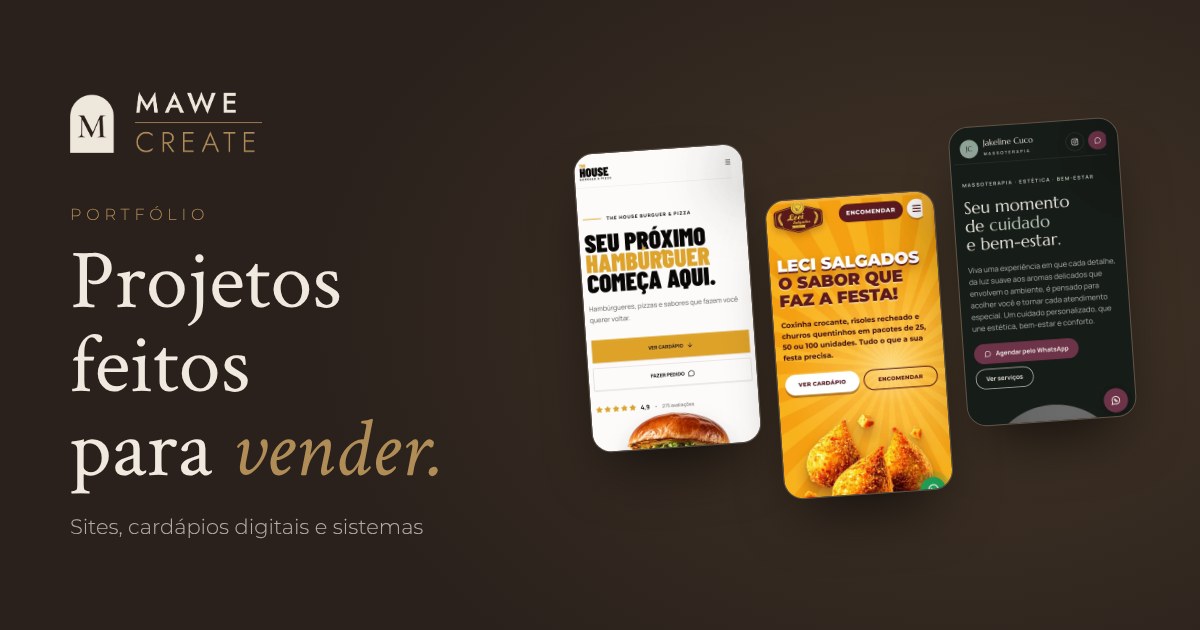 M
MAWE
CREATE
PORTFÓLIO
Projetos
feitos
para vender.
Sites, cardápios digitais e sistemas
HOUSE
THE HOUSE BURGUER & PIZZA
SEU PRÓXIMO
HAMBÚRGUER
COMEÇA AQUI.
Hambúrgueres, pizzas e sabores que fazem você
querer voltar.
VER CARDÁPIO
FAZER PEDIDO
4,9
Leci
ENCOMENDAR
LECI SALGADOS
O SABOR QUE
FAZ A FESTA!
Coxinha crocante, risoles recheado e
churros quentinhos em pacotes de 25,
50 ou 100 unidades. Tudo o que a sua
festa precisa.
VER CARDÁPIO
ENCOMENDAR
JC
Jakeline Cuco
MASSOTERAPIA
MASSOTERAPIA · ESTÉTICA · BEM-ESTAR
Seu momento
de cuidado
e bem-estar.
Viva uma experiência em que cada detalhe,
da luz suave aos aromas delicados que
envolvem o ambiente, é pensado para
acolher você e tornar cada atendimento
especial. Um cuidado personalizado, que
une estética, bem-estar e conforto.
Agendar pelo WhatsApp
Ver serviços